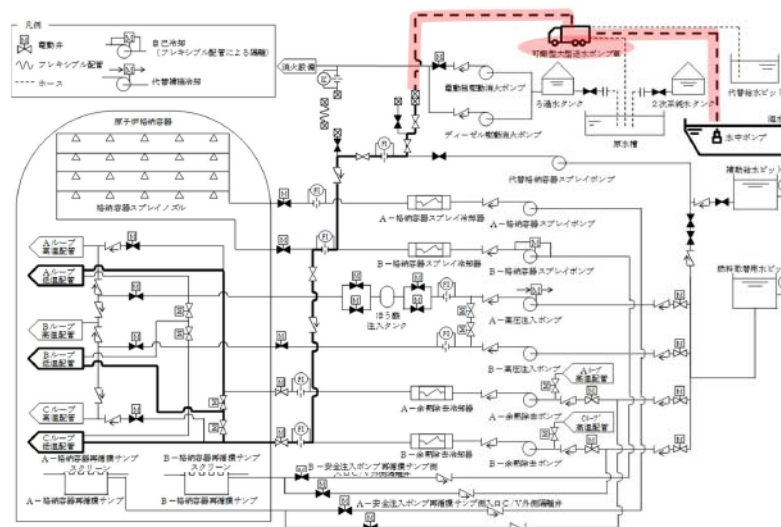 凡例
電動弁
フレキシブル配管
ホース
自己冷却
(フレキシブル配管による隔離)
代替補機冷却
消火設備
可搬型大型送水ポンプ車
電動機駆動消火ポンプ
ディーゼル駆動消火ポンプ
ろ過水タンク
2次系純水タンク
原水槽
代替給水ピット
水中ポンプ
原子炉格納容器
格納容器スプレイノズル
代替格納容器スプレイポンプ
補助給水ピット
A-格納容器スプレイ冷却器
A-格納容器スプレイポンプ
B-格納容器スプレイ冷却器
B-格納容器スプレイポンプ
燃料取替用水ピット
Aループ
高温配管
Aループ
低温配管
Bループ
高温配管
Bループ
低温配管
Cループ
高温配管
Cループ
低温配管
ほう酸
注入タンク
A-高圧注入ポンプ
B-高圧注入ポンプ
Aループ
高温配管
A-余熱除去冷却器
A-余熱除去ポンプ
Cループ
高温配管
B-余熱除去冷却器
B-余熱除去ポンプ
A-格納容器再循環サンプ
スクリーン
B-格納容器再循環サンプ
スクリーン
A-格納容器再循環サンプ
B-格納容器再循環サンプ
B-安全注入ポンプ再循環サンプ側
入口C/V外側隔離弁
A-安全注入ポンプ再循環サンプ側入口C/V外側隔離弁